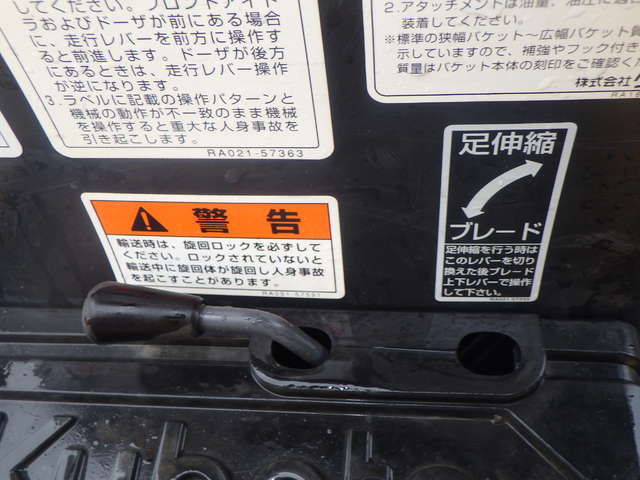 してください。フロントアイド
うおよびドーザが前にある場合
に、走行レバーを前方に操作す
ると前進します。ドーザが後方
にあるときは、走行レバー操作
が逆になります。
3.ラベルに記載の操作パターンと
機械の動作が不一致のまま機械
を操作すると重大な人身事故を
引き起こします。
RA021-57363
2.アタッチメントは油量、油圧に適
装着してください。
※標準の狭幅バケット～広幅バケット質
示していますので、補強やフック付き
質量はバケット本体の刻印をご確認くだ
株式会社
足伸縮
ブレード
足伸縮を行う時は
このレバーを切り
換えた後ブレード
上下レバーで操作
して下さい。
警告
輸送時は、旋回ロックを必ずして
ください。ロックされていないと
輸送中に旋回体が旋回し人身事故
を起こすことがあります。
Kubota